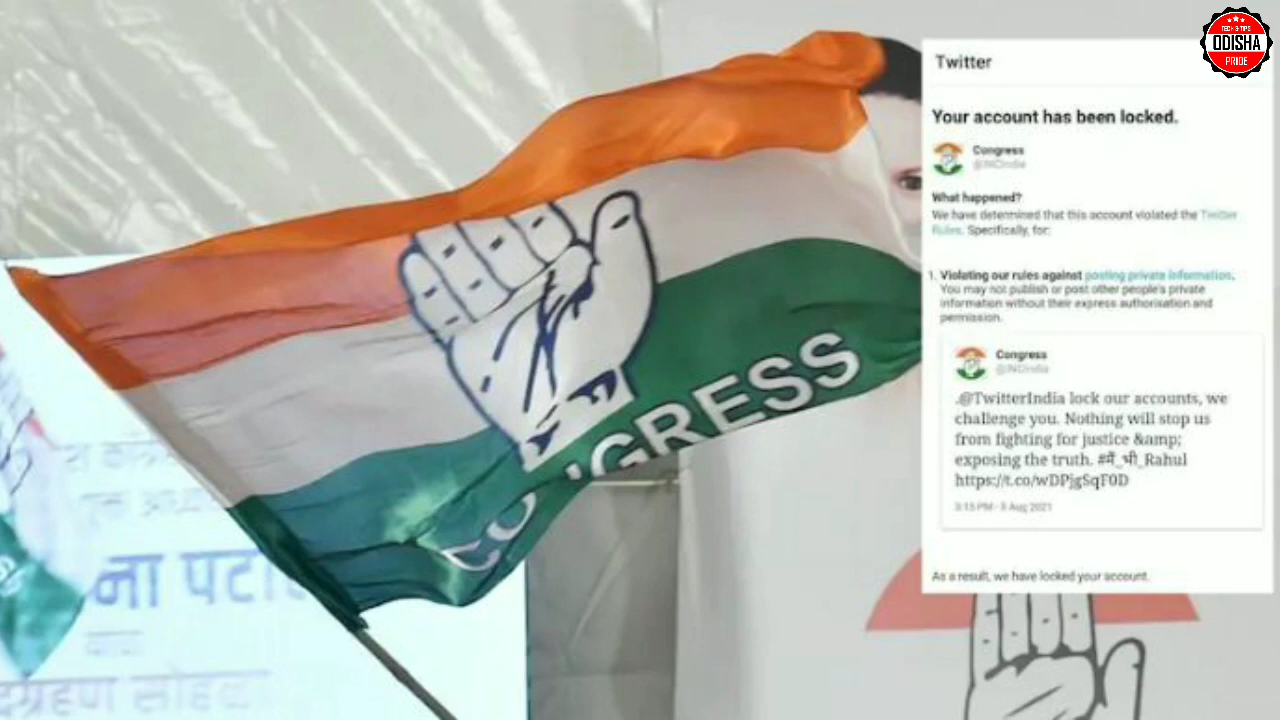 TECH & TIPS
ODISHA
PRIDE
Twitter
Your account has been locked.
Congress
@INCIndia
What happened?
We have determined that this account violated the Twitter
Rules. Specifically, for:
1. Violating our rules against posting private information.
You may not publish or post other people's private
information without their express authorisation and
permission.
Congress
@INCIndia
.@TwitterIndia lock our accounts, we
challenge you. Nothing will stop us
from fighting for justice &amp;
exposing the truth. #मैं_भी_Rahul
https://t.co/wDPjgSqF0D
3:15 PM · 9 Aug 2021
As a result, we have locked your account.
CONGRESS
ना